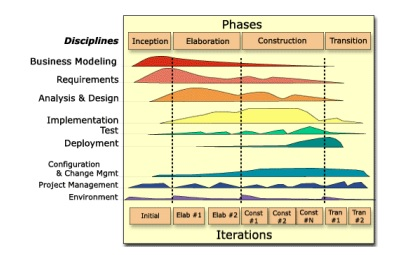 Phases
Disciplines
Inception Elaboration Construction Transition
Business Modeling
Requirements
Analysis & Design
Implementation
Test
Deployment
Configuration
& Change Mgmt
Project Management
Environment
Initial Elab #1 Elab #2 Const #1 Const #2 Const #N Tran #1 Tran #2
Iterations